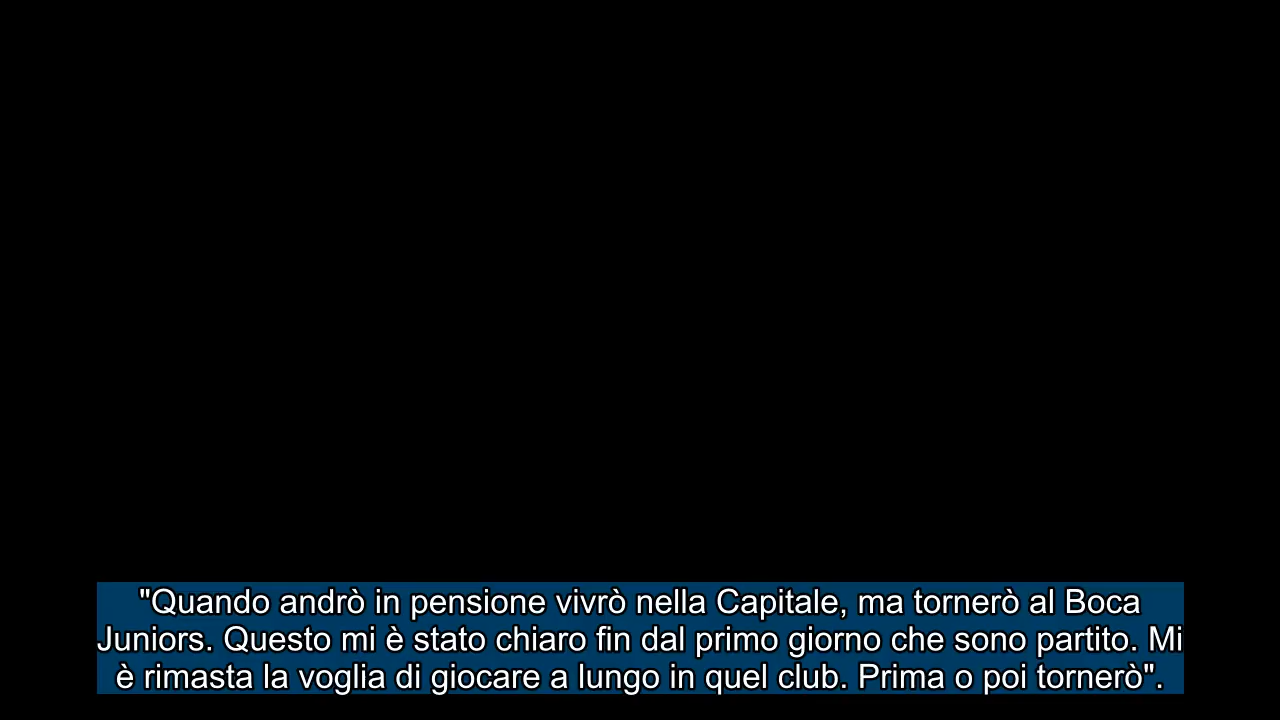 "Quando andrò in pensione vivrò nella Capitale, ma tornerò al Boca
Juniors. Questo mi è stato chiaro fin dal primo giorno che sono partito. Mi
è rimasta la voglia di giocare a lungo in quel club. Prima o poi tornerò".